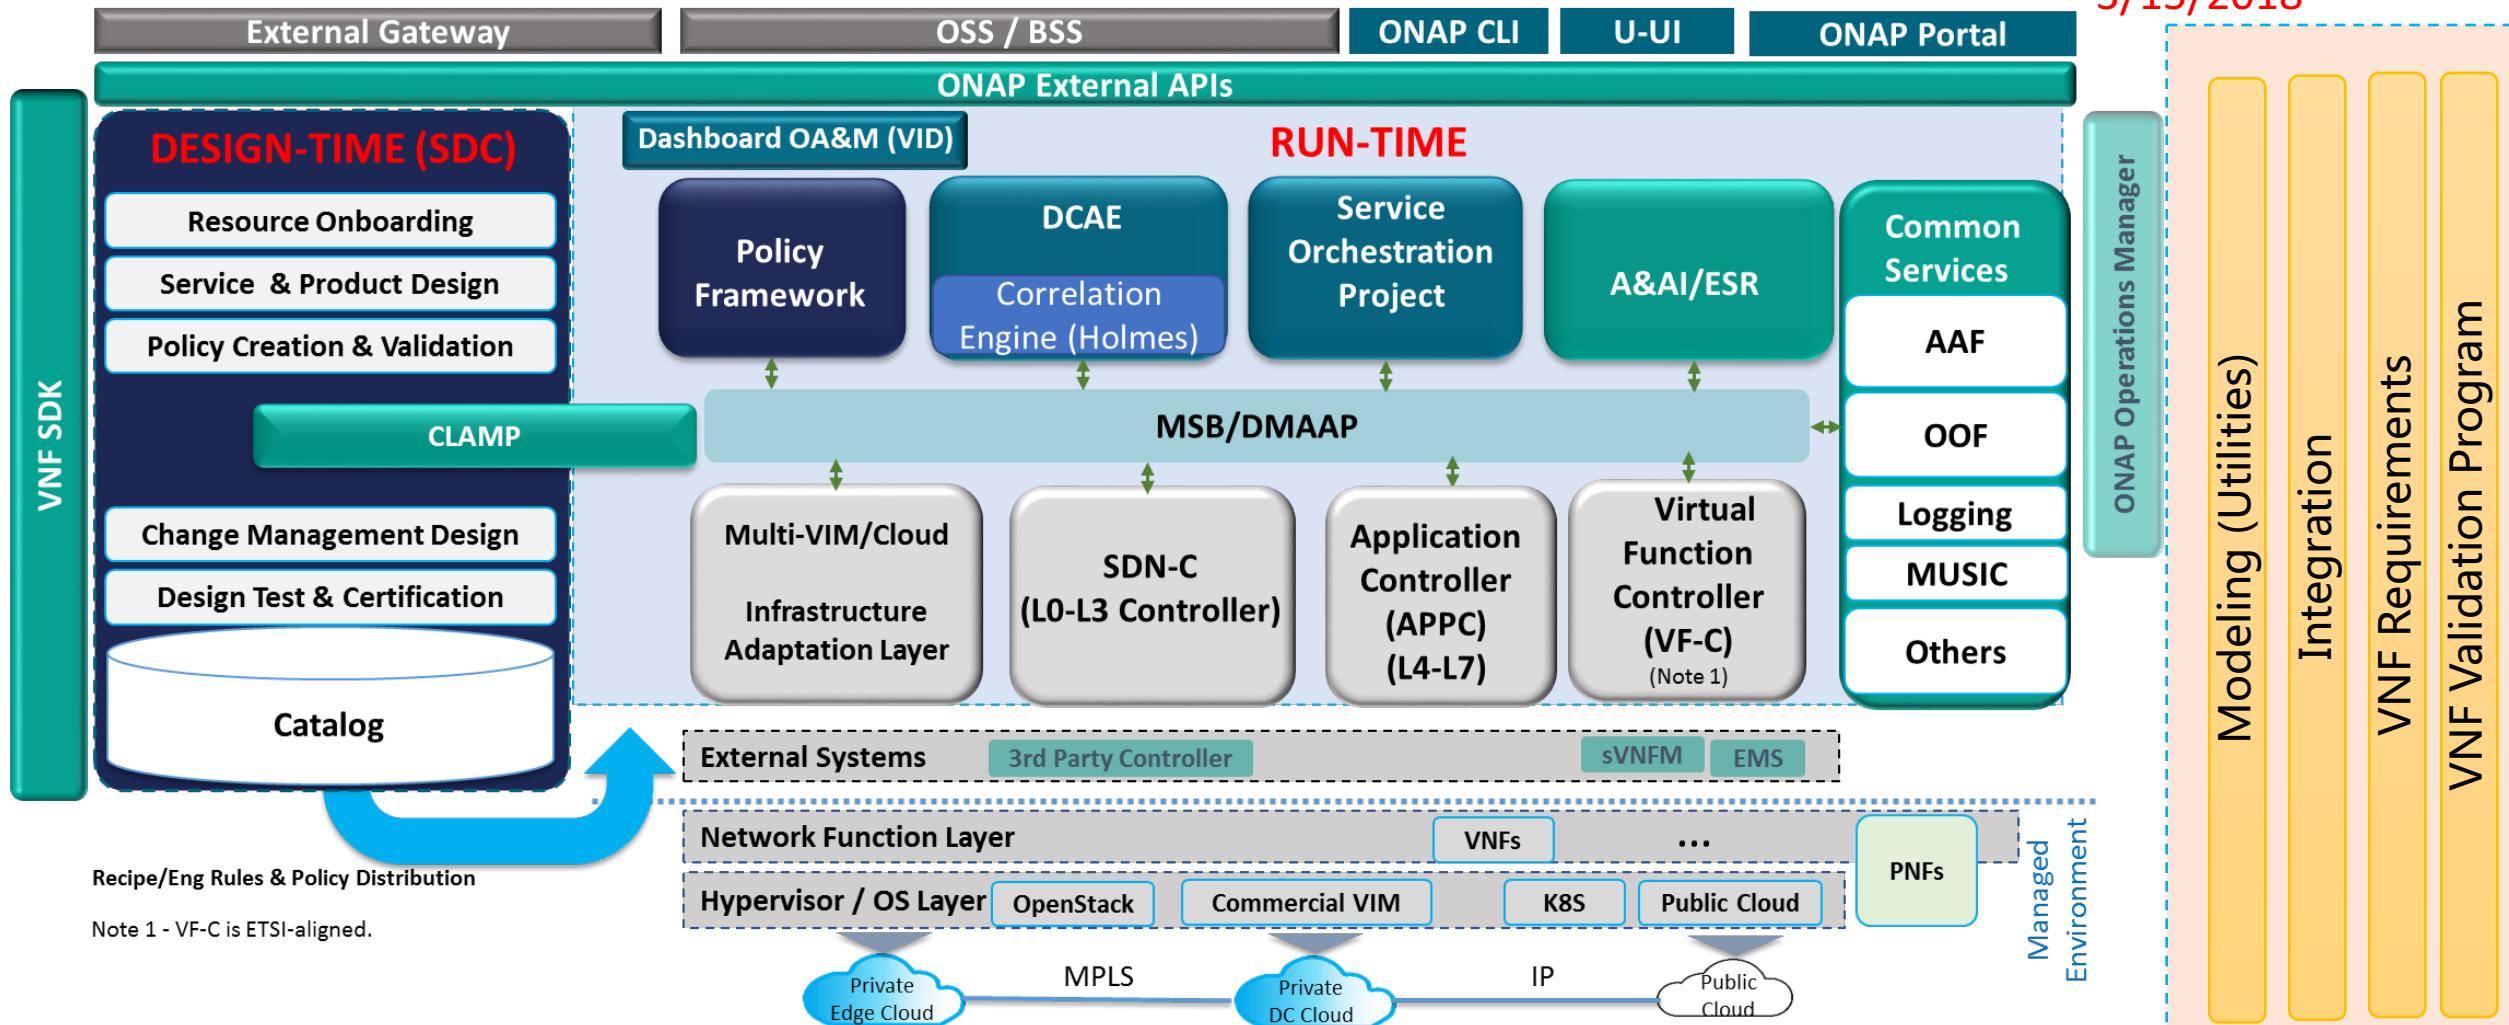 5/15/2018
External Gateway
OSS / BSS
ONAP CLI
U-UI
ONAP Portal
ONAP External APIs
VNF SDK
DESIGN-TIME (SDC)
Resource Onboarding
Service & Product Design
Policy Creation & Validation
CLAMP
Change Management Design
Design Test & Certification
Catalog
Dashboard OA&M (VID)
RUN-TIME
Policy
Framework
DCAE
Correlation
Engine (Holmes)
Service
Orchestration
Project
A&AI/ESR
Common
Services
AAF
OOF
Logging
MUSIC
Others
MSB/DMAAP
Multi-VIM/Cloud
Infrastructure
Adaptation Layer
SDN-C
(L0-L3 Controller)
Application
Controller
(APPC)
(L4-L7)
Virtual
Function
Controller
(VF-C)
(Note 1)
ONAP Operations Manager
Modeling (Utilities)
Integration
VNF Requirements
VNF Validation Program
External Systems
3rd Party Controller
sVNFM
EMS
Network Function Layer
VNFs
...
PNFs
Hypervisor / OS Layer
OpenStack
Commercial VIM
K8S
Public Cloud
Managed
Environment
Recipe/Eng Rules & Policy Distribution
Note 1 - VF-C is ETSI-aligned.
Private
Edge Cloud
MPLS
Private
DC Cloud
IP
Public
Cloud